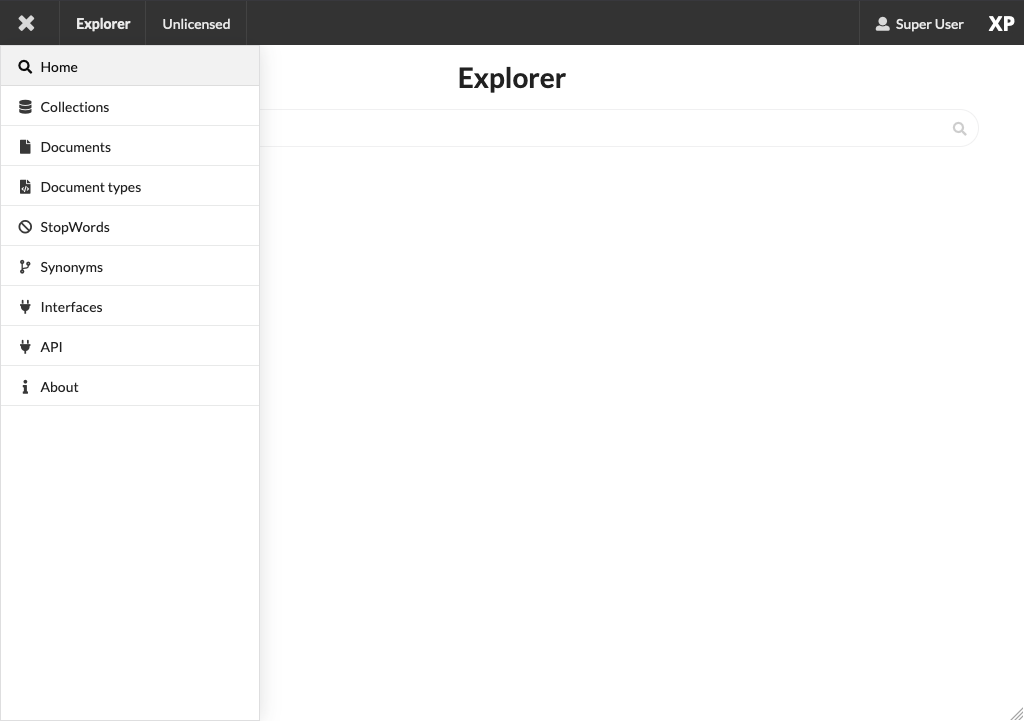 Explorer
Unlicensed
Super User
XP
Home
Collections
Documents
Document types
StopWords
Synonyms
Interfaces
API
About
Explorer